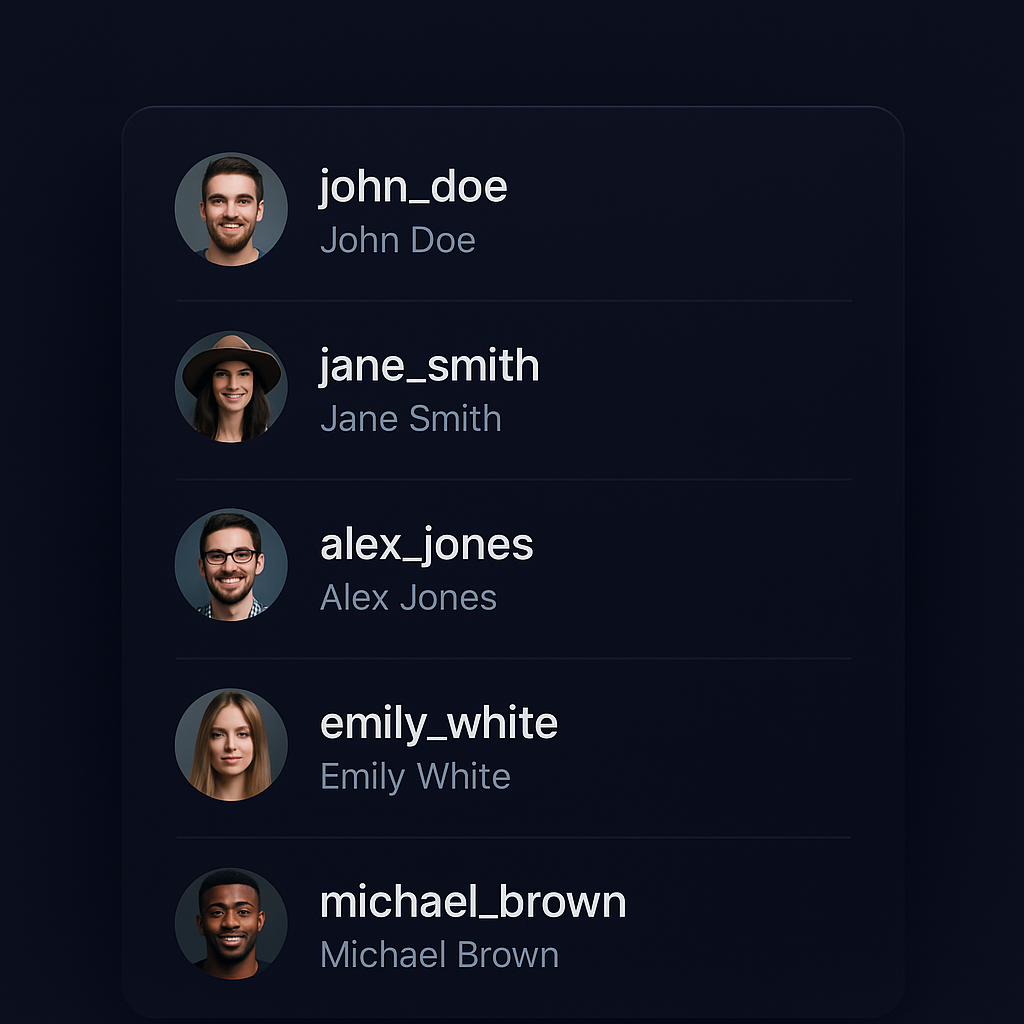 john_doe
John Doe
jane_smith
Jane Smith
alex_jones
Alex Jones
emily_white
Emily White
michael_brown
Michael Brown